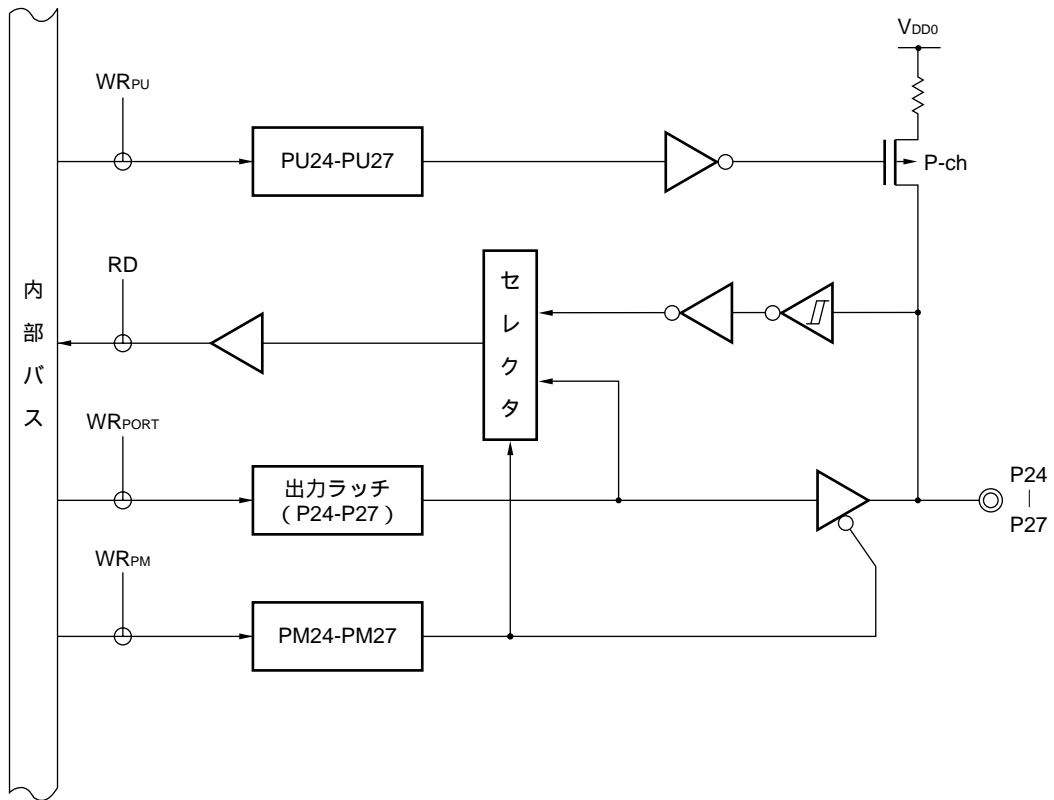 VDD0
WRPU
PU24-PU27
P-ch
内部バス
RD
セレクタ
WRPORT
出力ラッチ
( P24-P27 )
P24
|
P27
WRPM
PM24-PM27